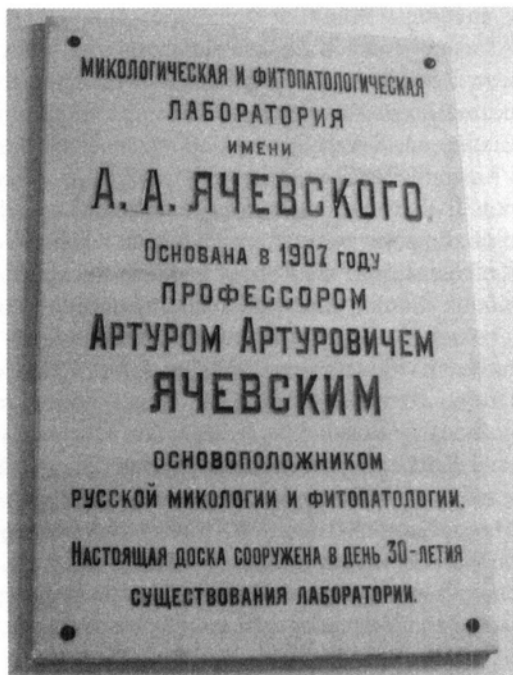 МИКОЛОГИЧЕСКАЯ И ФИТОПАТОЛОГИЧЕСКАЯ
ЛАБОРАТОРИЯ
ИМЕНИ
А. А. ЯЧЕВСКОГО.
ОСНОВАНА В 1907 ГОДУ
ПРОФЕССОРОМ
АРТУРОМ АРТУРОВИЧЕМ
ЯЧЕВСКИМ
ОСНОВОПОЛОЖНИКОМ
РУССКОЙ МИКОЛОГИИ И ФИТОПАТОЛОГИИ.
НАСТОЯЩАЯ ДОСКА СООРУЖЕНА В ДЕНЬ 30-ЛЕТИЯ
СУЩЕСТВОВАНИЯ ЛАБОРАТОРИИ.